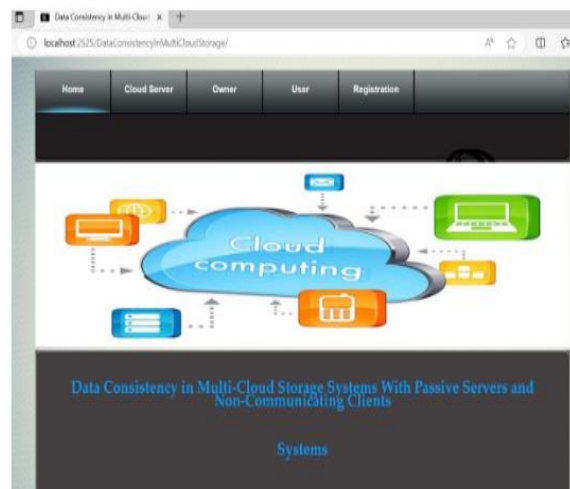 Data Consistency in Multi-Cloud
localhost:2525/DataConsistencyInMultiCloudStorage/
Home Cloud Server Owner User Registration
Cloud
computing
Data Consistency in Multi-Cloud Storage Systems With Passive Servers and
Non-Communicating Clients
Systems